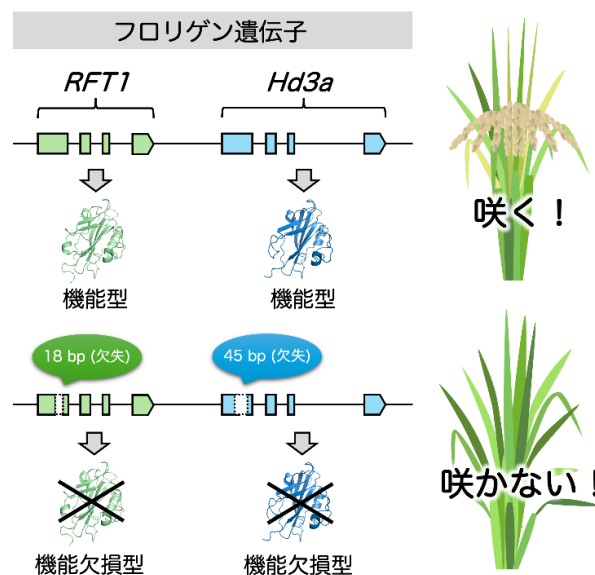 フロリゲン遺伝子
RFT1
Hd3a
咲く！
機能型
機能型
18 bp (欠失)
45 bp (欠失)
咲かない！
機能欠損型
機能欠損型